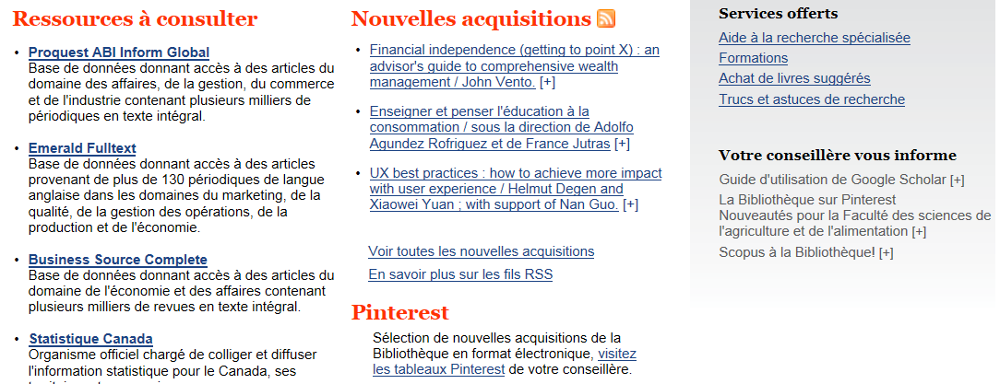 Ressources à consulter
• Proquest ABI Inform Global
Base de données donnant accès à des articles du
domaine des affaires, de la gestion, du commerce
et de l'industrie contenant plusieurs milliers de
périodiques en texte intégral.
• Emerald Fulltext
Base de données donnant accès à des articles
provenant de plus de 130 périodiques de langue
anglaise dans les domaines du marketing, de la
qualité, de la gestion des opérations, de la
production et de l'économie.
• Business Source Complete
Base de données donnant accès à des articles du
domaine de l'économie et des affaires contenant
plusieurs milliers de revues en texte intégral.
• Statistique Canada
Organisme officiel chargé de colliger et diffuser
l'information statistique pour le Canada, ses
Nouvelles acquisitions
• Financial independence (getting to point X) : an
advisor's guide to comprehensive wealth
management / John Vento. [+]
• Enseigner et penser l'éducation à la
consommation / sous la direction de Adolfo
Agundez Rofriguez et de France Jutras [+]
• UX best practices : how to achieve more impact
with user experience / Helmut Degen and
Xiaowei Yuan ; with support of Nan Guo. [+]
Voir toutes les nouvelles acquisitions
En savoir plus sur les fils RSS
Pinterest
Sélection de nouvelles acquisitions de la
Bibliothèque en format électronique, visitez
les tableaux Pinterest de votre conseillère.
Services offerts
Aide à la recherche spécialisée
Formations
Achat de livres suggérés
Trucs et astuces de recherche
Votre conseillère vous informe
Guide d'utilisation de Google Scholar [+]
La Bibliothèque sur Pinterest
Nouveautés pour la Faculté des sciences de
l'agriculture et de l'alimentation [+]
Scopus à la Bibliothèque! [+]